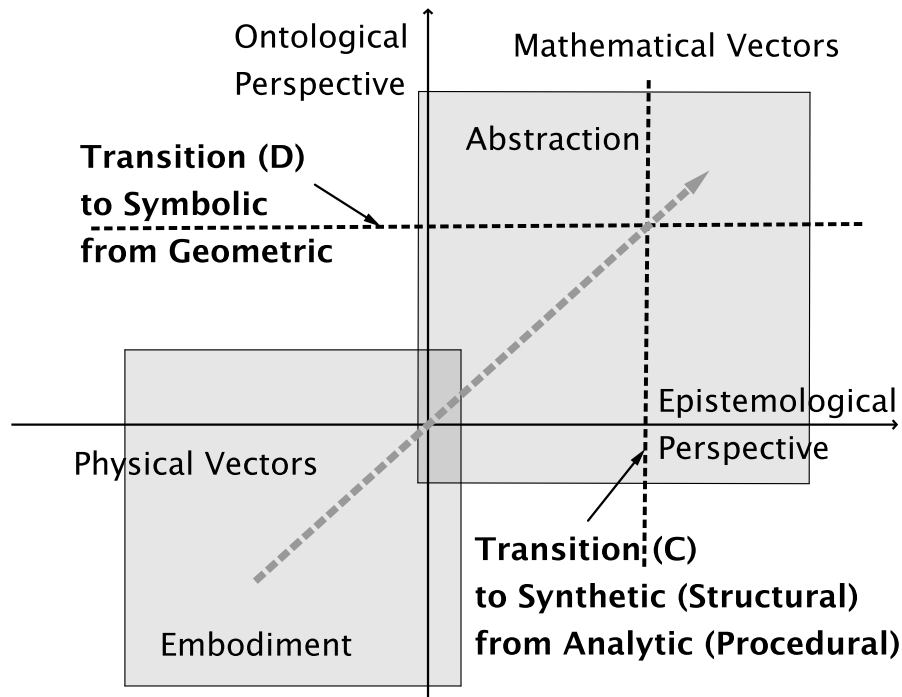 Ontological
Perspective
Mathematical Vectors
Abstraction
Transition (D)
to Symbolic
from Geometric
Epistemological
Perspective
Physical Vectors
Transition (C)
to Synthetic (Structural)
from Analytic (Procedural)
Embodiment